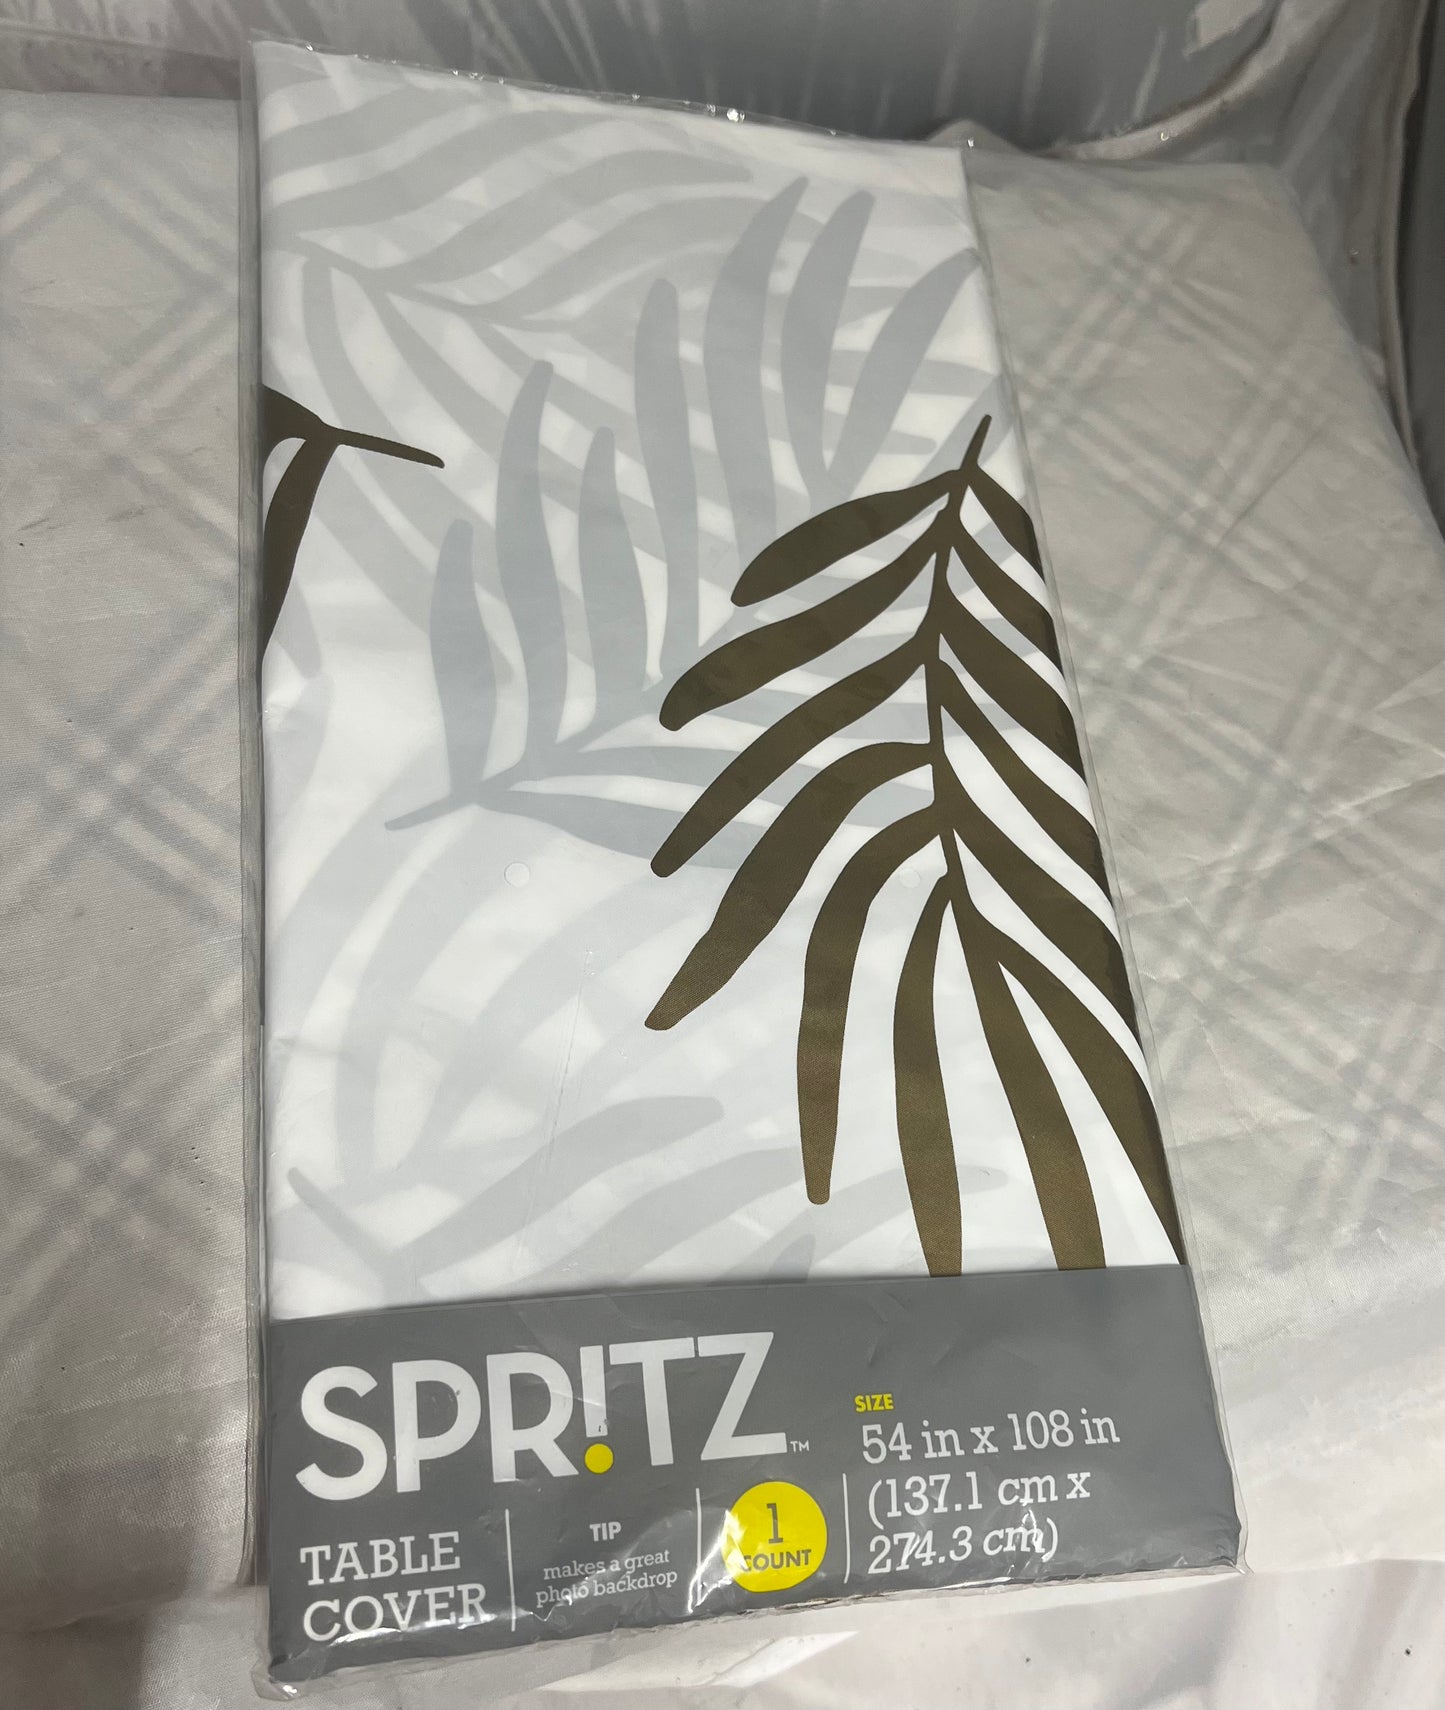 SPR!TZ™
TABLE
COVER
TIP
makes a great
photo backdrop
1
COUNT
SIZE
54 in x 108 in
(137.1 cm x
274.3 cm)